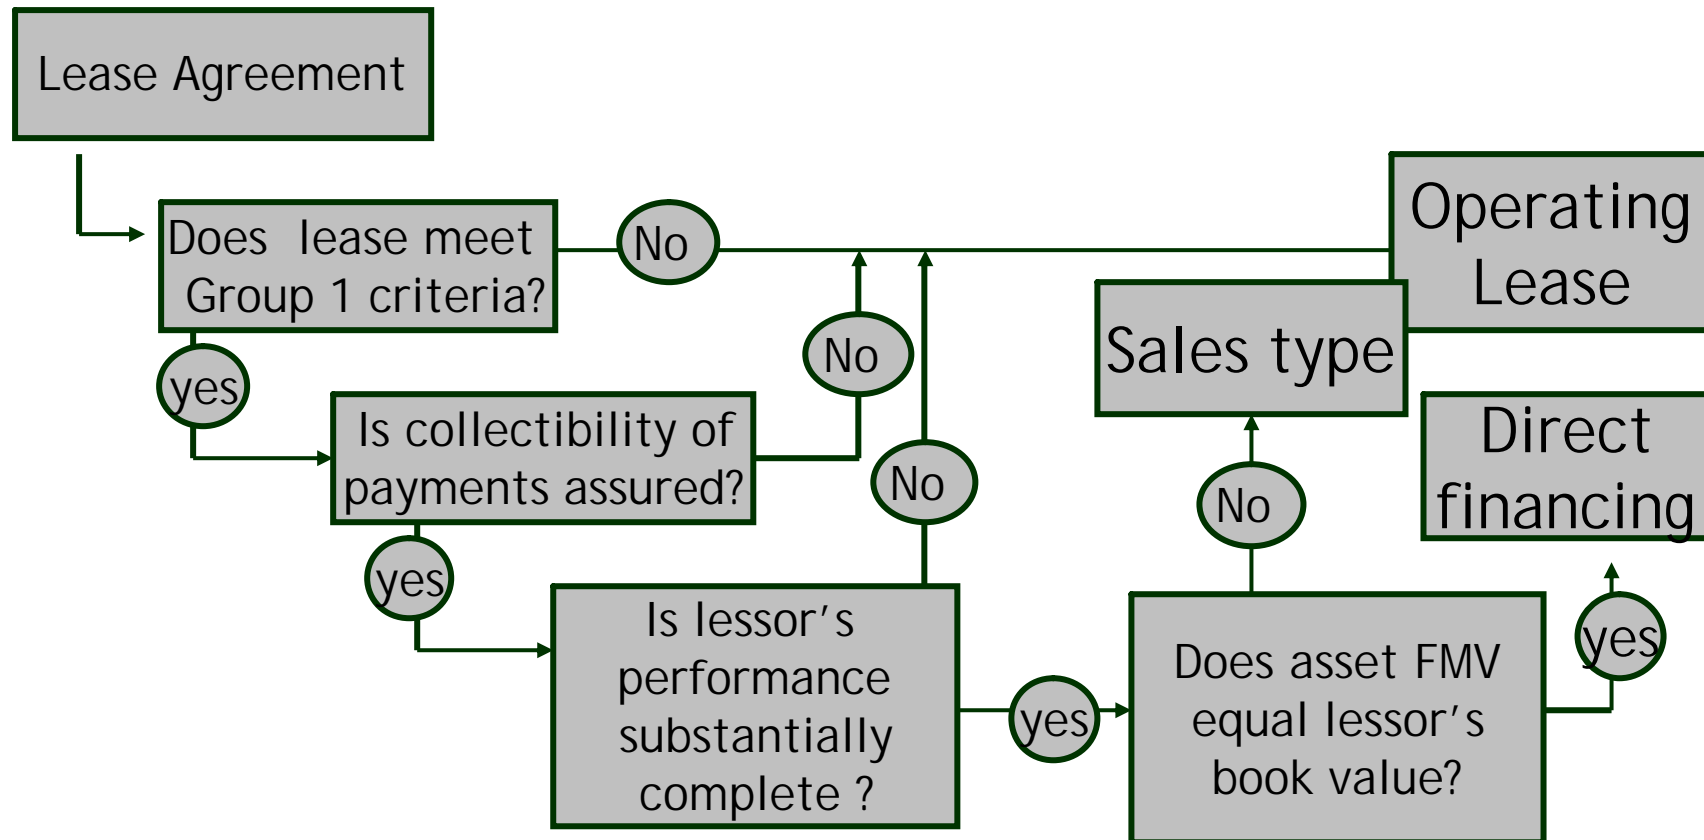 Lease Agreement
Does lease meet
Group 1 criteria?
No
Operating
Lease
yes
No
Sales type
Is collectibility of
payments assured?
No
No
Direct
financing
yes
Is lessor's
performance
substantially
complete ?
yes
Does asset FMV
equal lessor's
book value?
yes